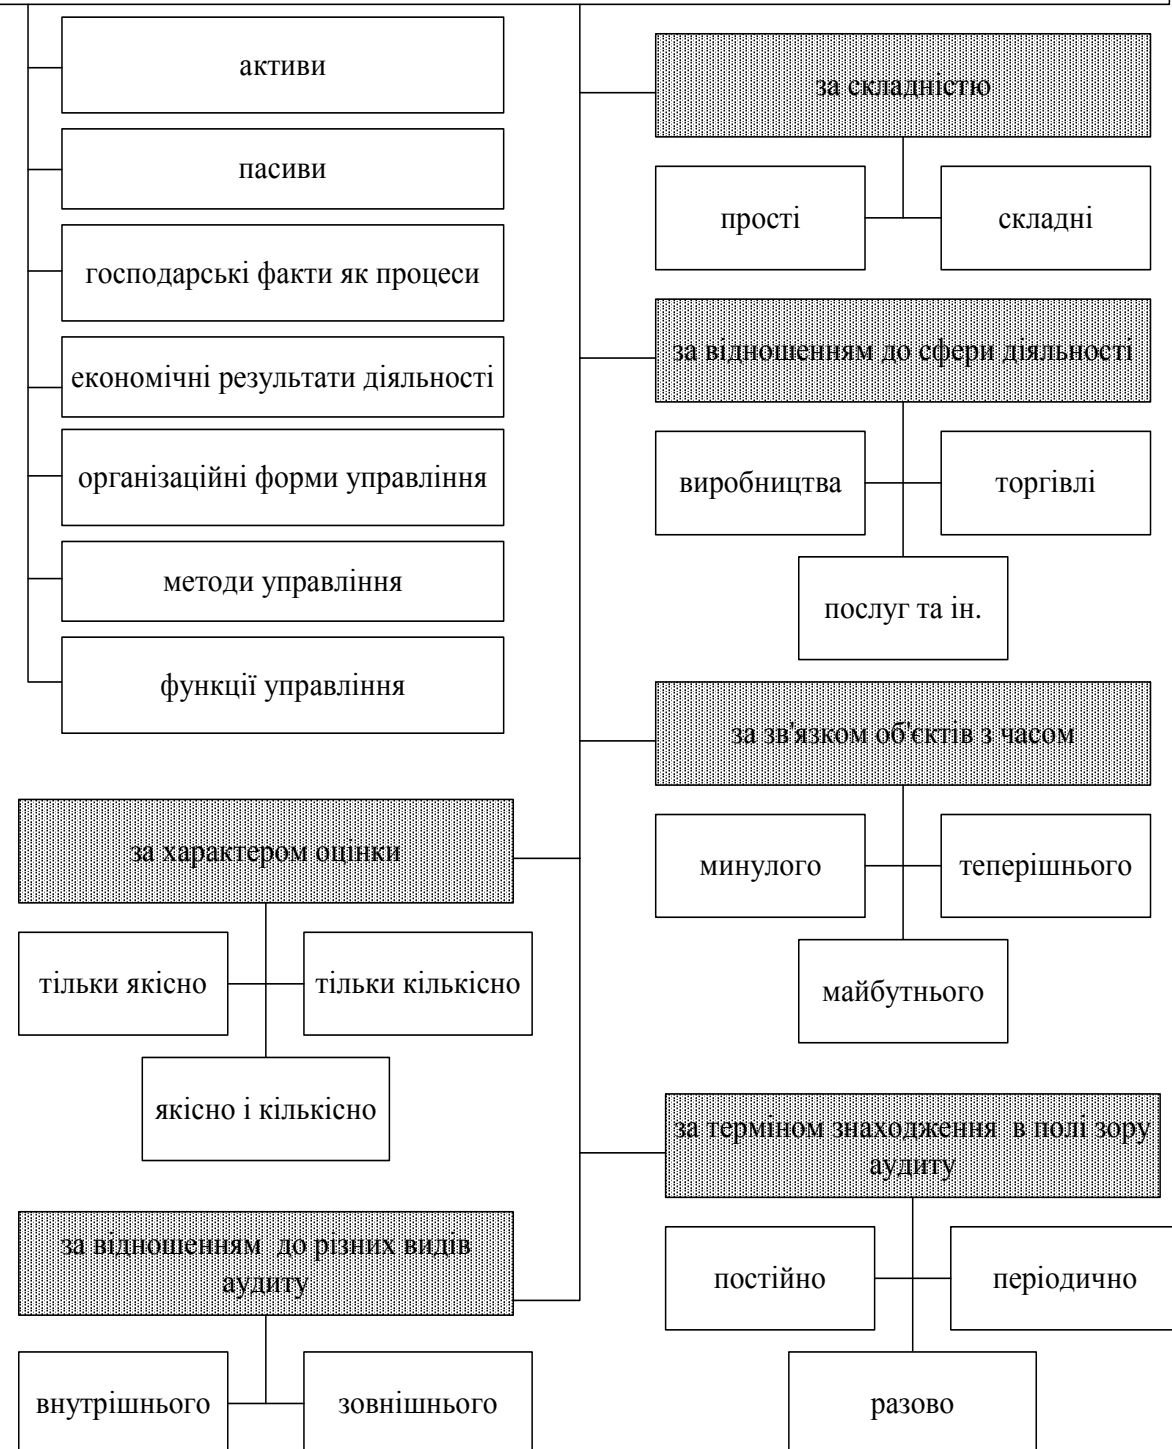 активи
пасиви
господарські факти як процеси
економічні результати діяльності
організаційні форми управління
методи управління
функції управління
за характером оцінки
тільки якісно
тільки кількісно
якісно і кількісно
за відношенням до різних видів
аудиту
внутрішнього
зовнішнього
за складністю
прості
складні
за відношенням до сфери діяльності
виробництва
торгівлі
послуг та ін.
за зв'язком об'єктів з часом
минулого
теперішнього
майбутнього
за терміном знаходження в полі зору
аудиту
постійно
періодично
разово